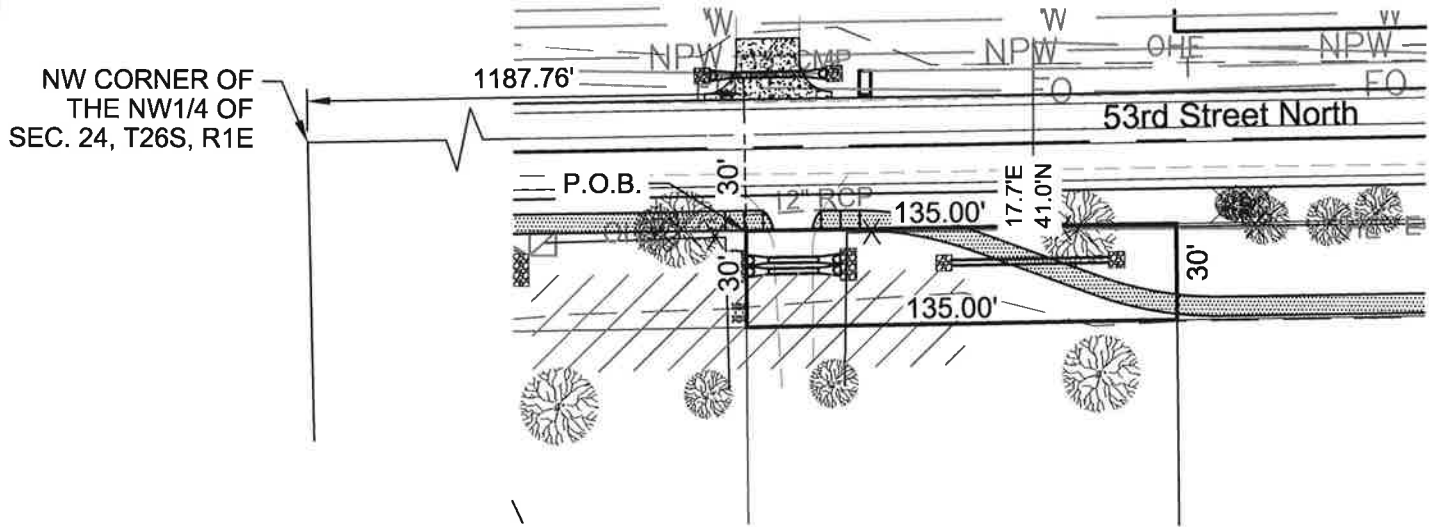 W
W
W
NPW
CMP
NPW
OHE
NPW
FO
FO
NW CORNER OF
THE NW1/4 OF
SEC. 24, T26S, R1E
1187.76'
53rd Street North
P.O.B.
30'
12" RCP
135.00'
17.7'E
41.0'N
30'
135.00'
30'